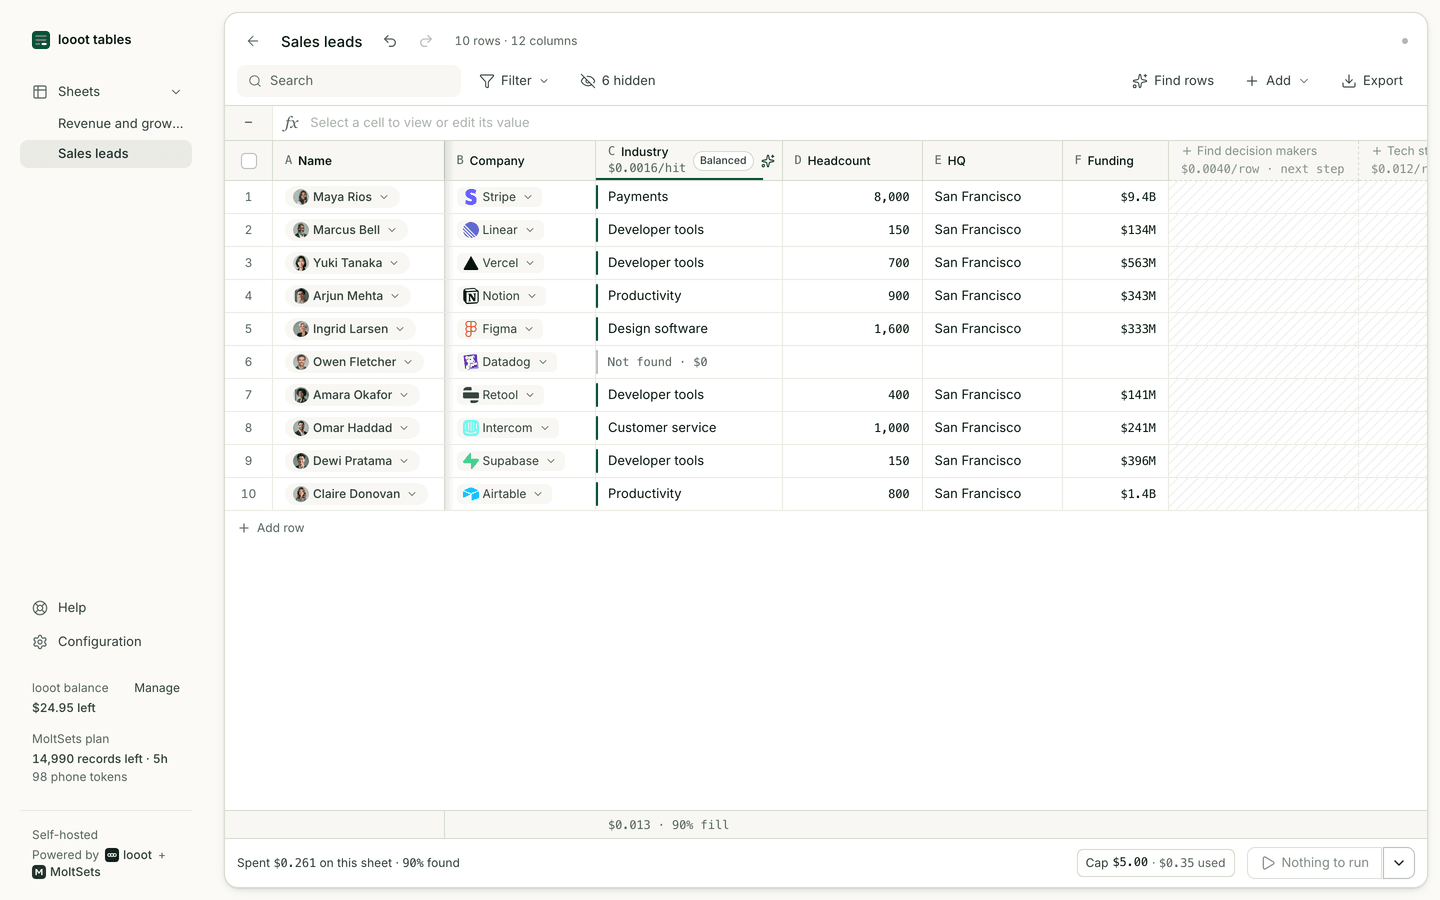 looot tables
Sheets
Revenue and grow...
Sales leads
Help
Configuration
looot balance
Manage
$24.95 left
MoltSets plan
14,990 records left · 5h
98 phone tokens
Self-hosted
Powered by looot +
M MoltSets
Sales leads
10 rows · 12 columns
Search
Filter
6 hidden
Find rows
+ Add
Export
–
fx Select a cell to view or edit its value
A Name
B Company
C Industry
$0.0016/hit
Balanced
D Headcount
E HQ
F Funding
+ Find decision makers
$0.0040/row · next step
+ Tech st
$0.012/r
1 Maya Rios Stripe Payments 8,000 San Francisco $9.4B
2 Marcus Bell Linear Developer tools 150 San Francisco $134M
3 Yuki Tanaka Vercel Developer tools 700 San Francisco $563M
4 Arjun Mehta Notion Productivity 900 San Francisco $343M
5 Ingrid Larsen Figma Design software 1,600 San Francisco $333M
6 Owen Fletcher Datadog Not found · $0
7 Amara Okafor Retool Developer tools 400 San Francisco $141M
8 Omar Haddad Intercom Customer service 1,000 San Francisco $241M
9 Dewi Pratama Supabase Developer tools 150 San Francisco $396M
10 Claire Donovan Airtable Productivity 800 San Francisco $1.4B
+ Add row
$0.013 · 90% fill
Spent $0.261 on this sheet · 90% found
Cap $5.00 · $0.35 used
Nothing to run